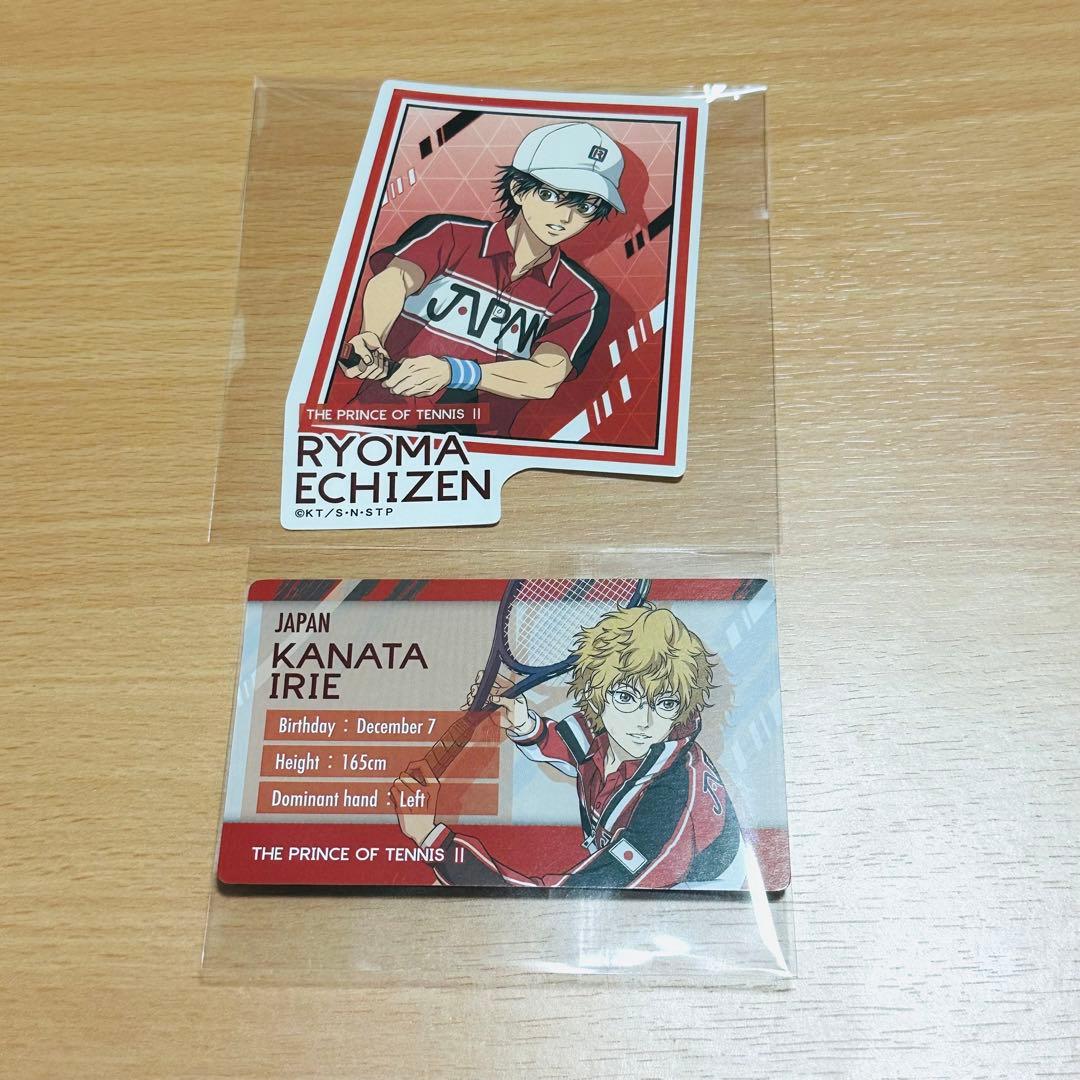 R
JAPAN
THE PRINCE OF TENNIS II
RYOMA
ECHIZEN
©KT/S・N・STP
JAPAN
KANATA
IRIE
Birthday : December 7
Height : 165cm
Dominant hand : Left
THE PRINCE OF TENNIS II